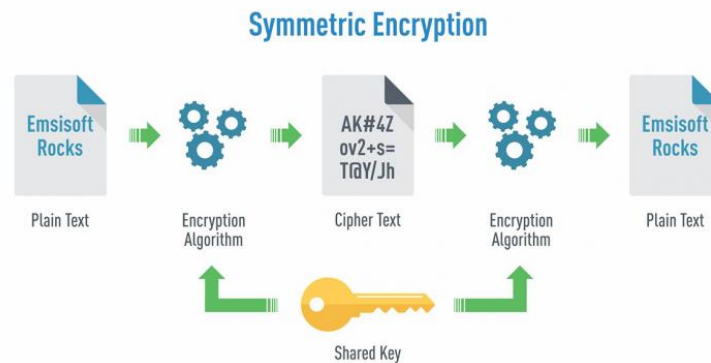 Symmetric Encryption
Emsisoft
Rocks
AK#4Z
ov2+s=
T@Y/Jh
Emsisoft
Rocks
Plain Text
Encryption
Algorithm
Cipher Text
Encryption
Algorithm
Plain Text
Shared Key